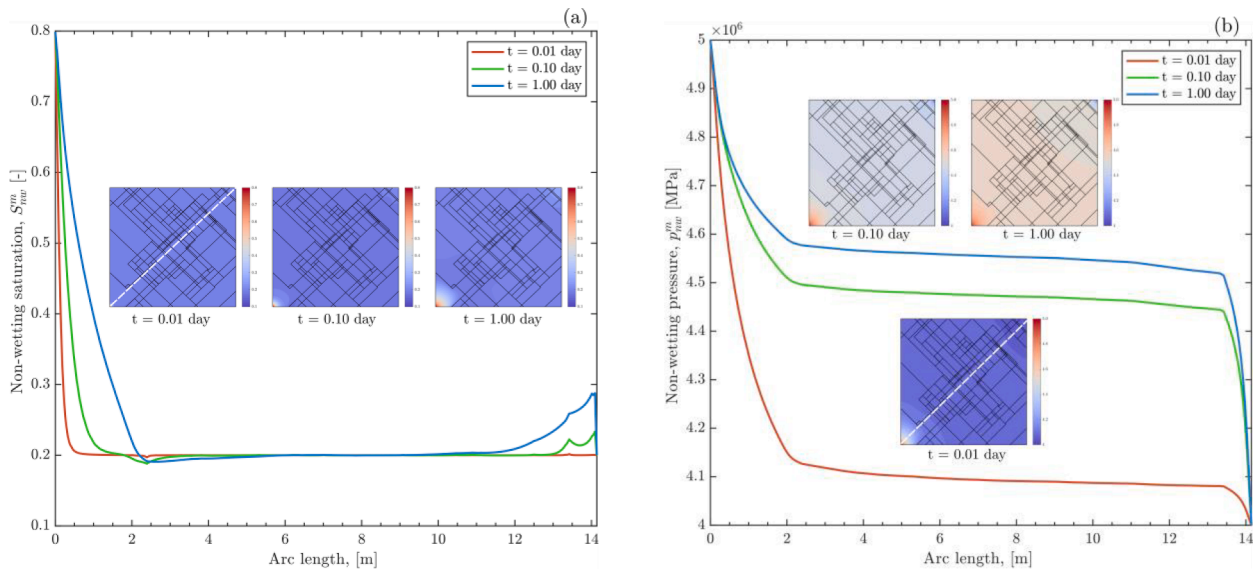 (a)
0.8
0.7
0.6
0.5
0.4
0.3
0.2
0.1
Non-wetting saturation, S^m_nw [-]
t = 0.01 day
t = 0.10 day
t = 1.00 day
t = 0.01 day
t = 0.10 day
t = 1.00 day
0 2 4 6 8 10 12 14
Arc length, [m]
(b)
×10^6
5
4.9
4.8
4.7
4.6
4.5
4.4
4.3
4.2
4.1
4
Non-wetting pressure, p^m_nw [MPa]
t = 0.01 day
t = 0.10 day
t = 1.00 day
t = 0.10 day
t = 1.00 day
t = 0.01 day
0 2 4 6 8 10 12 14
Arc length, [m]